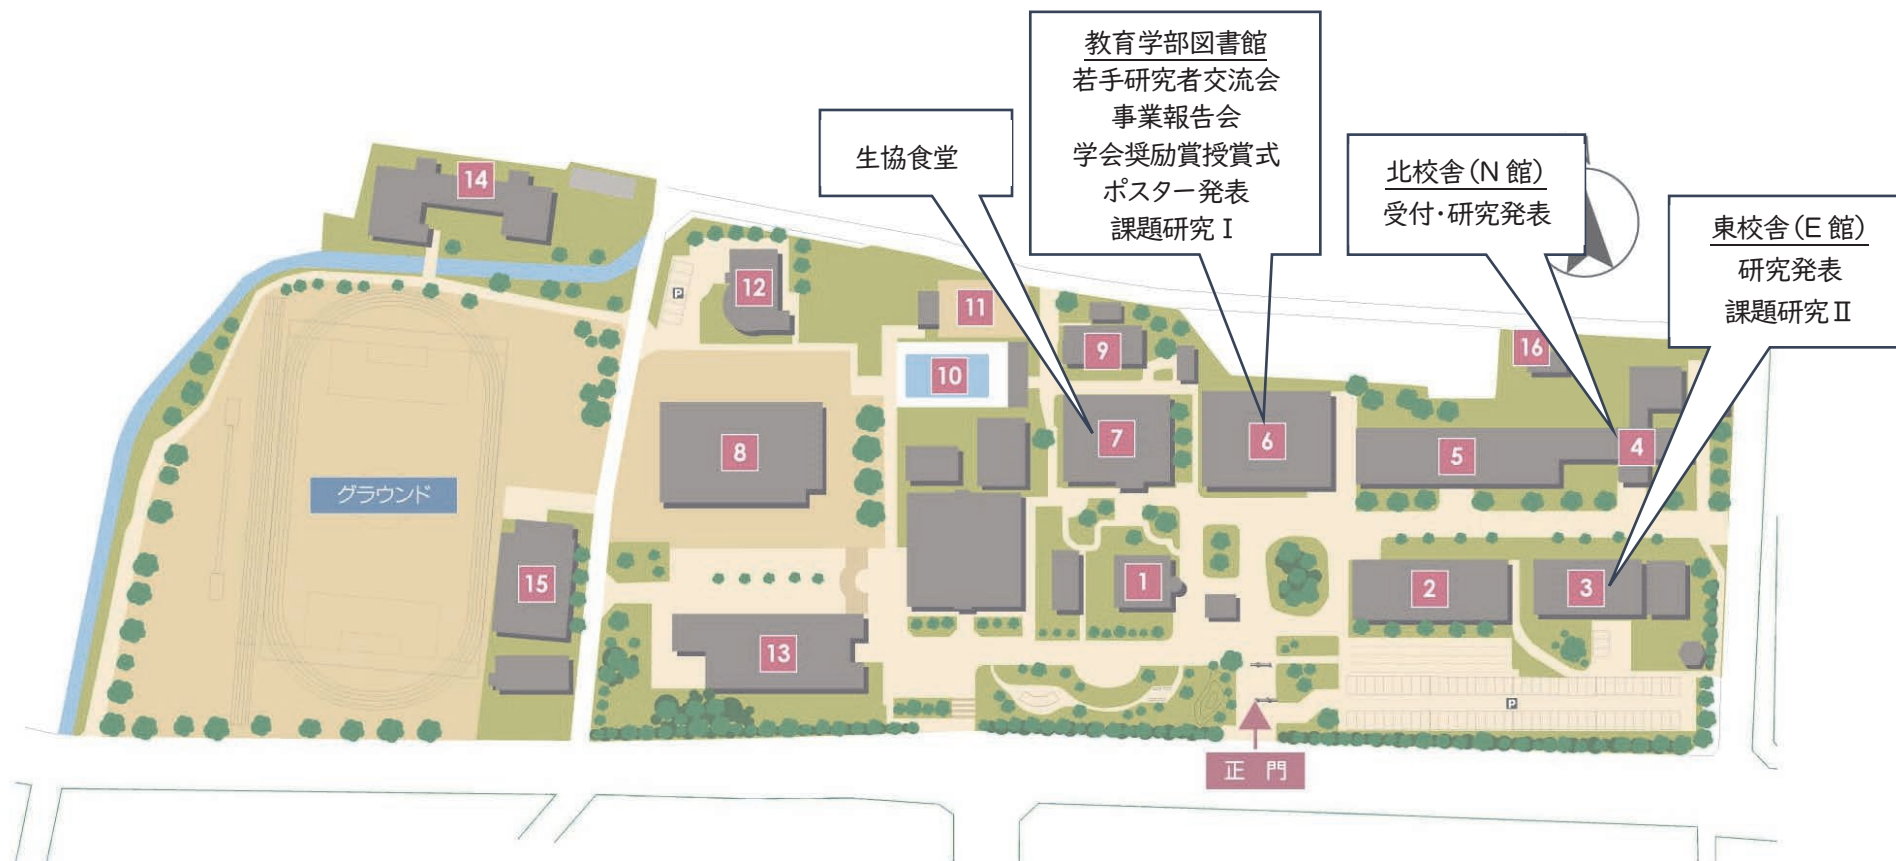 教育学部図書館
若手研究者交流会
事業報告会
学会奨励賞授賞式
ポスター発表
課題研究Ⅰ
生協食堂
北校舎(N館)
受付・研究発表
東校舎(E館)
研究発表
課題研究Ⅱ
14
12
P
11
16
10
9
8
7
6
5
4
グラウンド
15
1
2
3
13
P
正 門